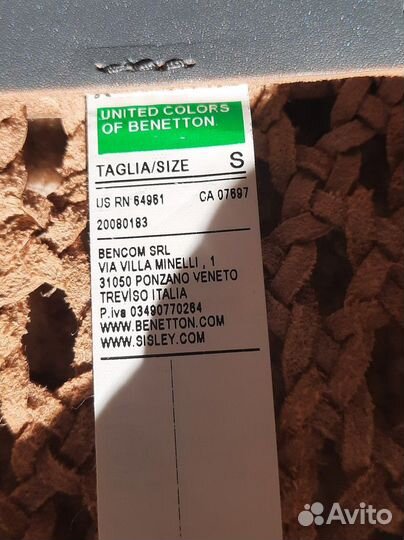 UNITED COLORS
OF BENETTON.
TAGLIA/SIZE S
US RN 64961 CA 07697
20080183
BENCOM SRL
VIA VILLA MINELLI , 1
31050 PONZANO VENETO
TREVISO ITALIA
P.iva 03490770264
WWW.BENETTON.COM
WWW.SISLEY.COM
Avito